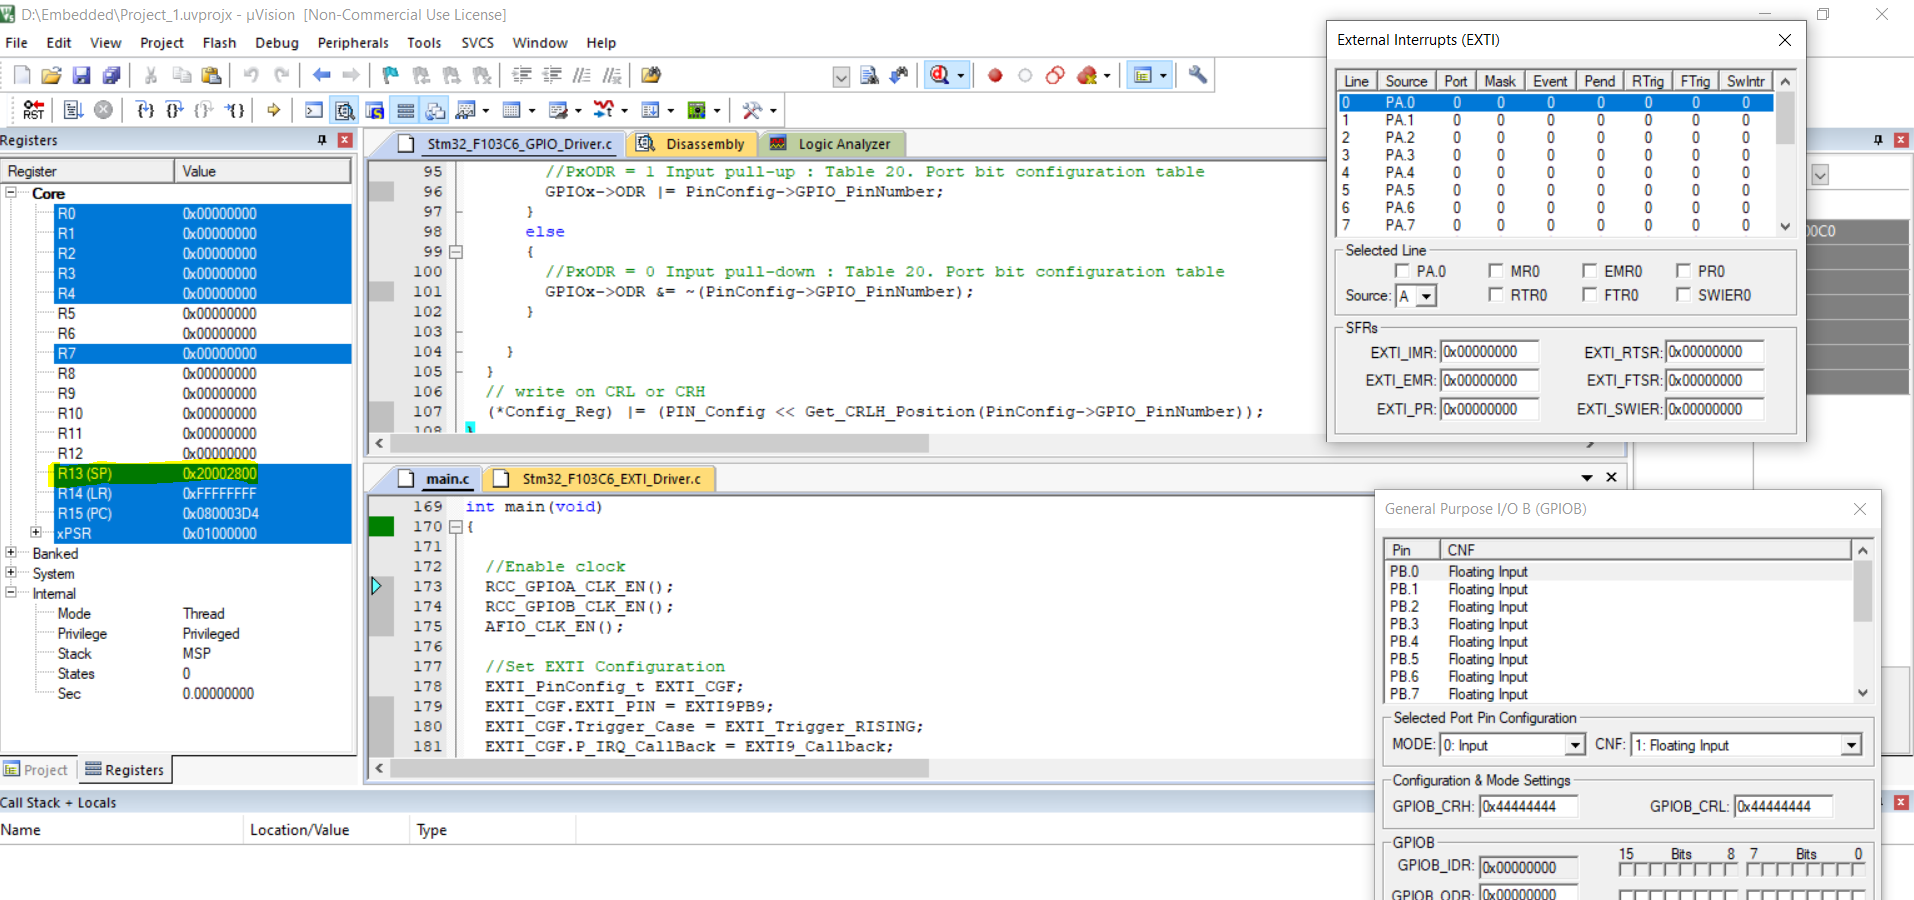 D:\Embedded\Project_1.uvprojx - µVision  [Non-Commercial Use License]
File Edit View Project Flash Debug Peripherals Tools SVCS Window Help
RST
Registers
Register Value
Core
R0 0x00000000
R1 0x00000000
R2 0x00000000
R3 0x00000000
R4 0x00000000
R5 0x00000000
R6 0x00000000
R7 0x00000000
R8 0x00000000
R9 0x00000000
R10 0x00000000
R11 0x00000000
R12 0x00000000
R13 (SP) 0x20002800
R14 (LR) 0xFFFFFFFF
R15 (PC) 0x080003D4
xPSR 0x01000000
Banked
System
Internal
Mode Thread
Privilege Privileged
Stack MSP
States 0
Sec 0.00000000
Project Registers
Stm32_F103C6_GPIO_Driver.c Disassembly Logic Analyzer
95 //PxODR = 1 Input pull-up : Table 20. Port bit configuration table
96 GPIOx->ODR |= PinConfig->GPIO_PinNumber;
97 }
98 else
99 {
100 //PxODR = 0 Input pull-down : Table 20. Port bit configuration table
101 GPIOx->ODR &= ~(PinConfig->GPIO_PinNumber);
102 }
103
104 }
105 }
106 // write on CRL or CRH
107 (*Config_Reg) |= (PIN_Config << Get_CRLH_Position(PinConfig->GPIO_PinNumber));
108 }
main.c Stm32_F103C6_EXTI_Driver.c
169 int main(void)
170 {
171
172 //Enable clock
173 RCC_GPIOA_CLK_EN();
174 RCC_GPIOB_CLK_EN();
175 AFIO_CLK_EN();
176
177 //Set EXTI Configuration
178 EXTI_PinConfig_t EXTI_CGF;
179 EXTI_CGF.EXTI_PIN = EXTI9PB9;
180 EXTI_CGF.Trigger_Case = EXTI_Trigger_RISING;
181 EXTI_CGF.P_IRQ_CallBack = EXTI9_Callback;
External Interrupts (EXTI)
Line Source Port Mask Event Pend RTrig FTrig SwIntr
0 PA.0 0 0 0 0 0 0 0
1 PA.1 0 0 0 0 0 0 0
2 PA.2 0 0 0 0 0 0 0
3 PA.3 0 0 0 0 0 0 0
4 PA.4 0 0 0 0 0 0 0
5 PA.5 0 0 0 0 0 0 0
6 PA.6 0 0 0 0 0 0 0
7 PA.7 0 0 0 0 0 0 0
Selected Line
PA.0 MR0 EMR0 PR0
Source: A RTR0 FTR0 SWIER0
SFRs
EXTI_IMR: 0x00000000 EXTI_RTSR: 0x00000000
EXTI_EMR: 0x00000000 EXTI_FTSR: 0x00000000
EXTI_PR: 0x00000000 EXTI_SWIER: 0x00000000
General Purpose I/O B (GPIOB)
Pin CNF
PB.0 Floating Input
PB.1 Floating Input
PB.2 Floating Input
PB.3 Floating Input
PB.4 Floating Input
PB.5 Floating Input
PB.6 Floating Input
PB.7 Floating Input
Selected Port Pin Configuration
MODE: 0: Input CNF: 1: Floating Input
Configuration & Mode Settings
GPIOB_CRH: 0x44444444 GPIOB_CRL: 0x44444444
GPIOB
15 Bits 8 7 Bits 0
GPIOB_IDR: 0x00000000
GPIOB_ODR: 0x00000000
Call Stack + Locals
Name Location/Value Type